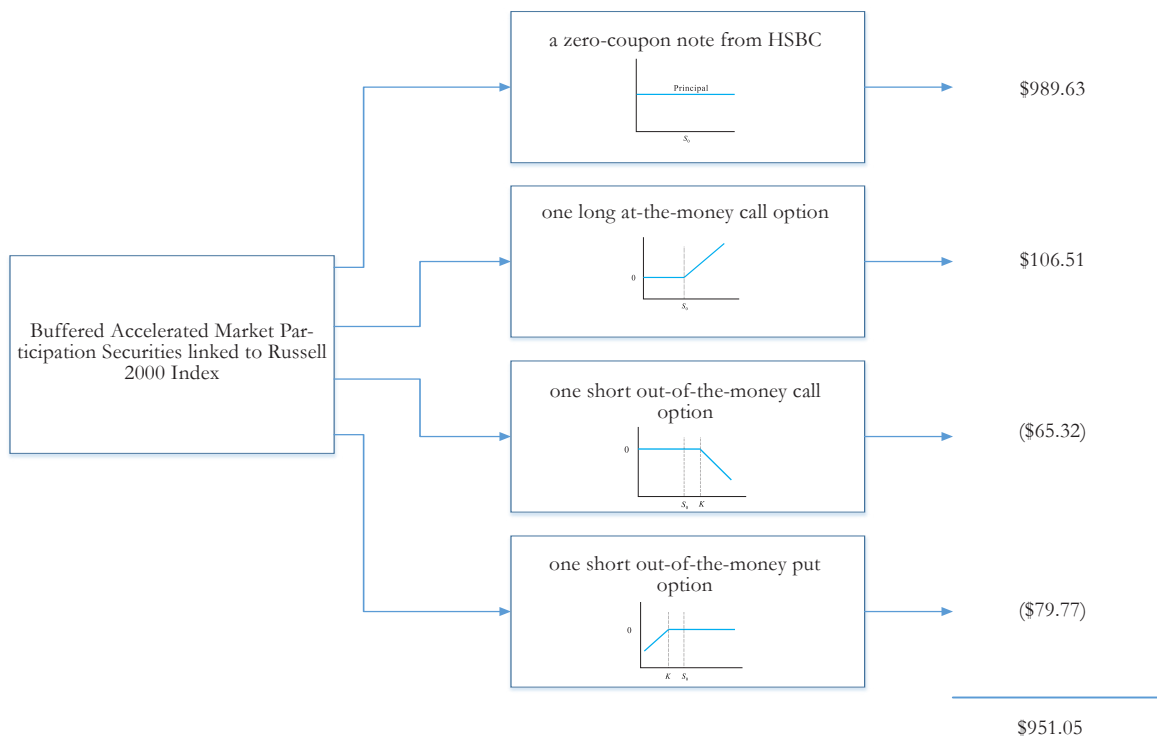 a zero-coupon note from HSBC
Principal
S₀
$989.63
one long at-the-money call option
0
S₀
$106.51
Buffered Accelerated Market Par-
ticipation Securities linked to Russell
2000 Index
one short out-of-the-money call
option
0
S₀ K
($65.32)
one short out-of-the-money put
option
0
K S₀
($79.77)
$951.05